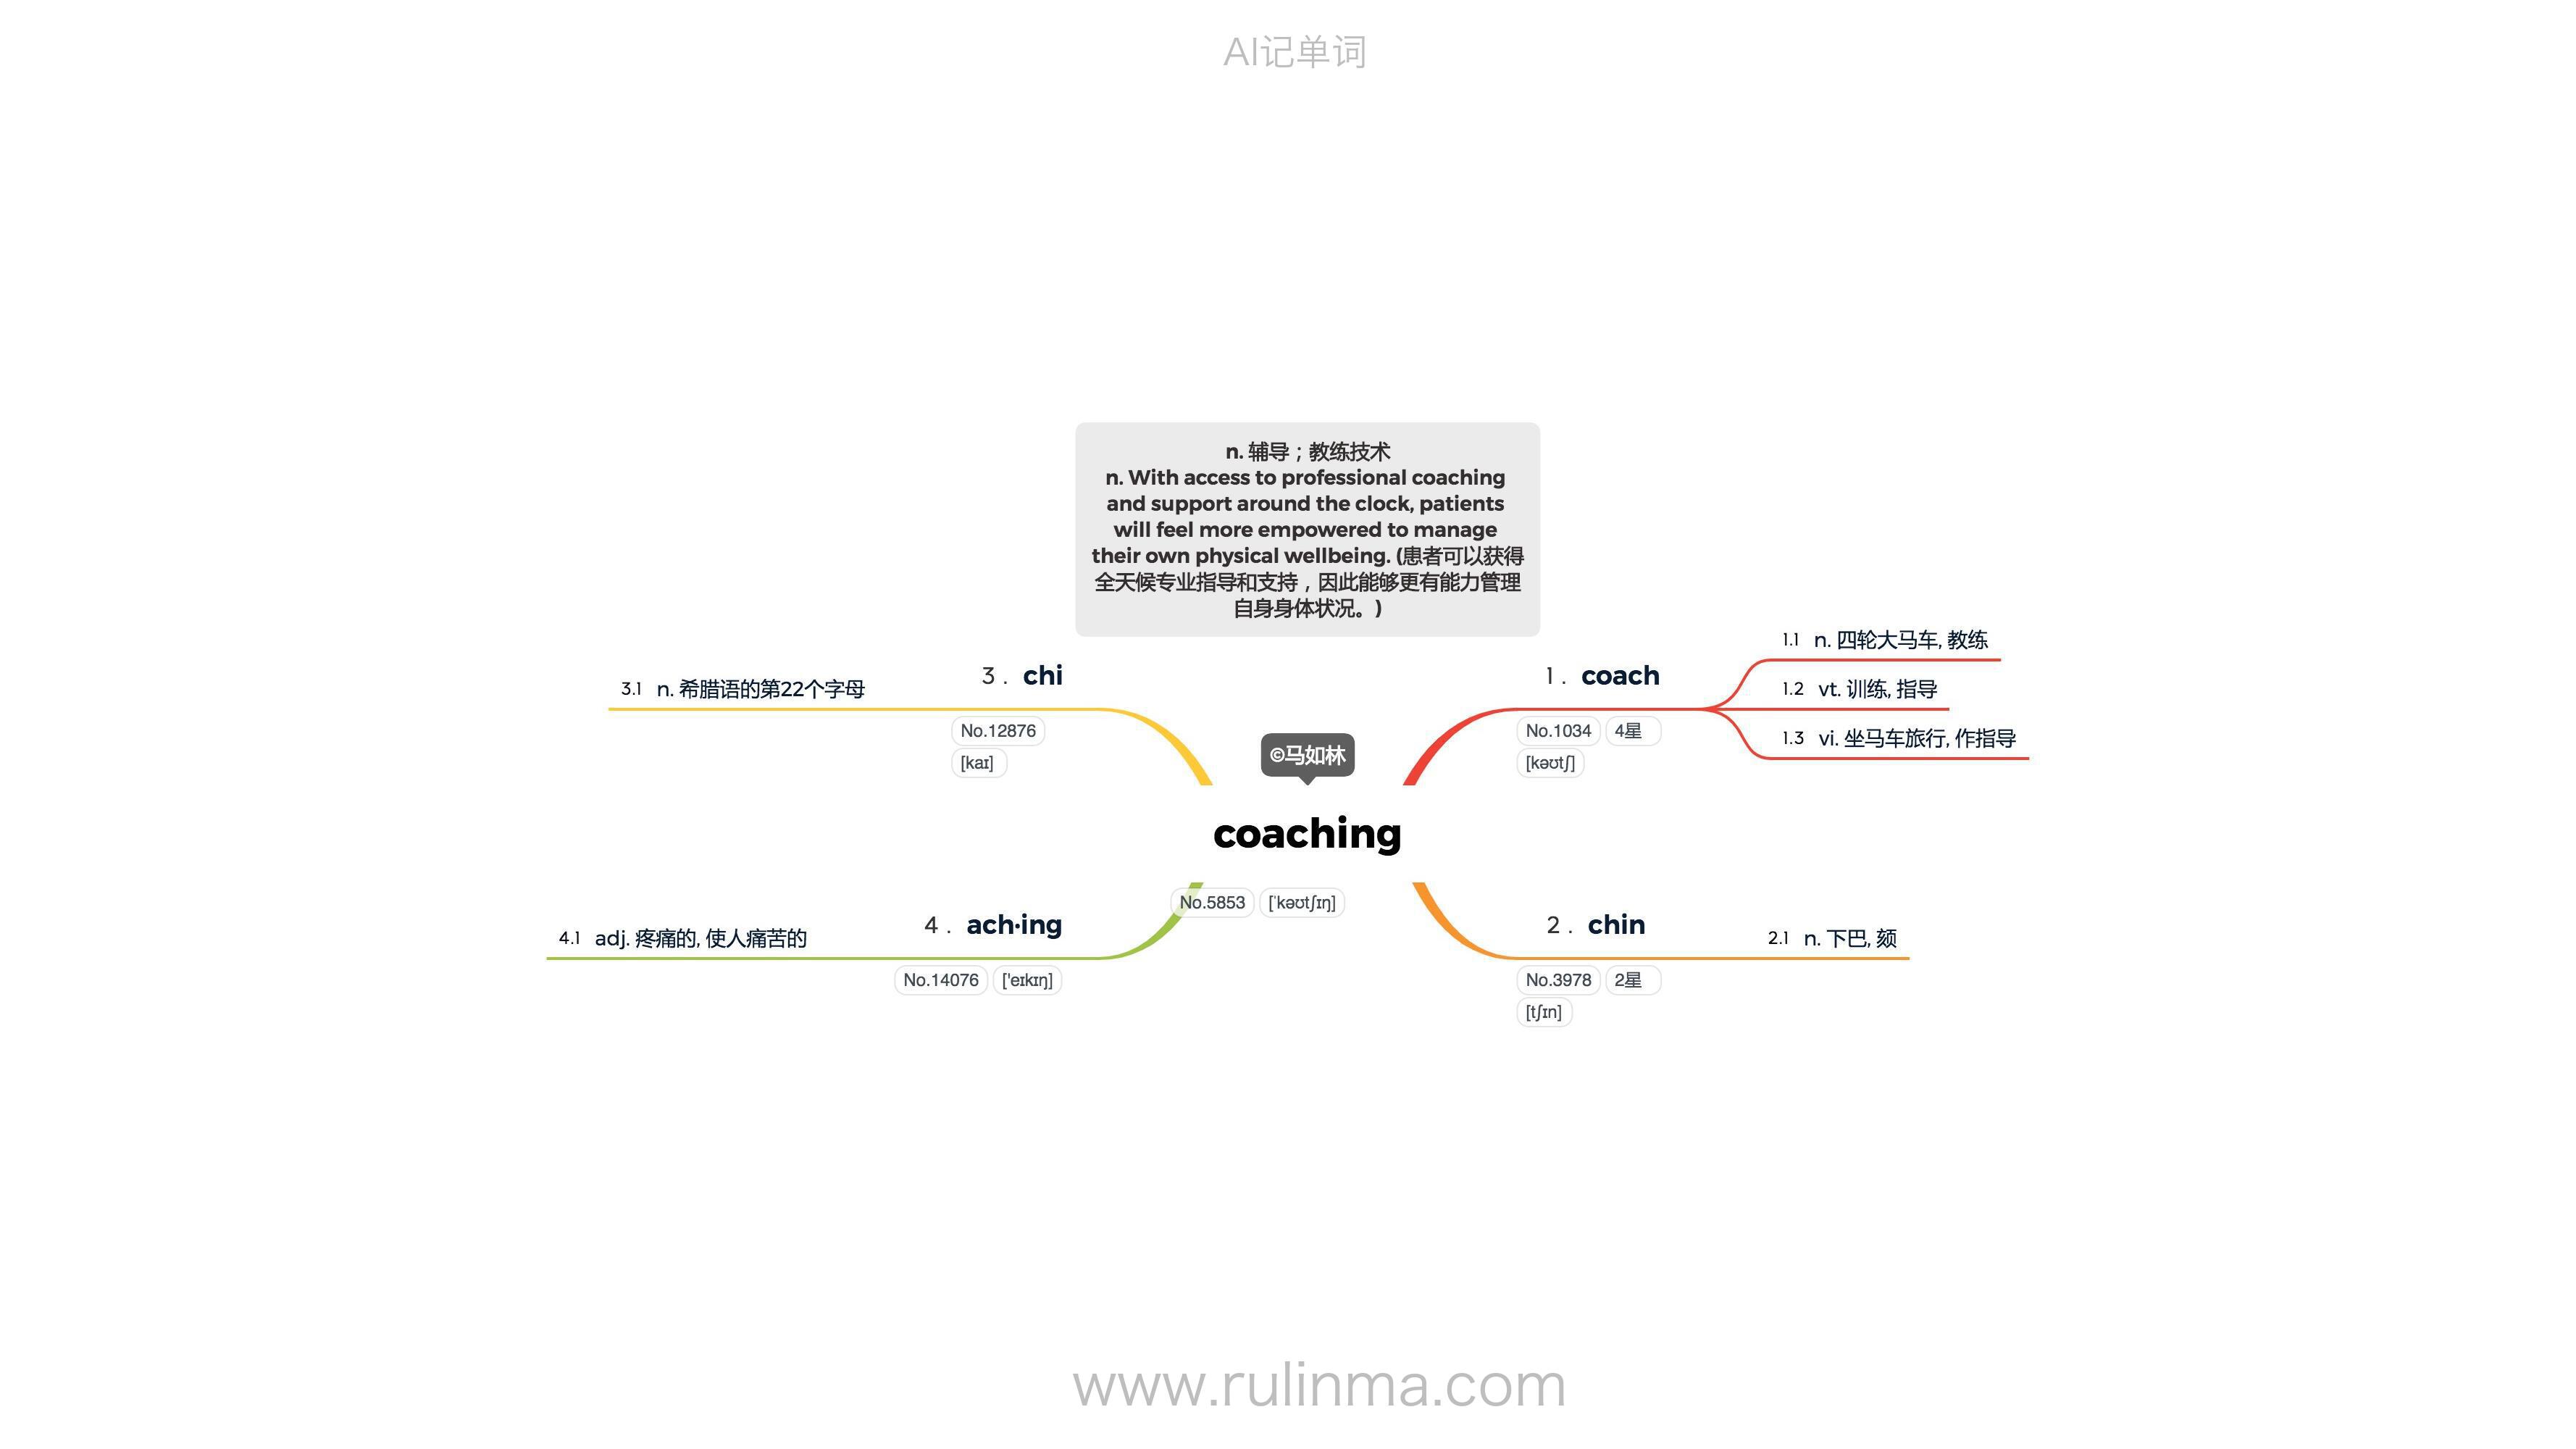 AI记单词
n. 辅导；教练技术
n. With access to professional coaching
and support around the clock, patients
will feel more empowered to manage
their own physical wellbeing. (患者可以获得
全天候专业指导和支持，因此能够更有能力管理
自身身体状况。)
©马如林
coaching
No.5853 [ˈkəʊtʃɪŋ]
1 . coach
No.1034 4星
[kəʊtʃ]
1.1 n. 四轮大马车, 教练
1.2 vt. 训练, 指导
1.3 vi. 坐马车旅行, 作指导
2 . chin
No.3978 2星
[tʃɪn]
2.1 n. 下巴, 颏
3 . chi
No.12876
[kaɪ]
3.1 n. 希腊语的第22个字母
4 . ach·ing
No.14076 ['eɪkɪŋ]
4.1 adj. 疼痛的, 使人痛苦的
www.rulinma.com